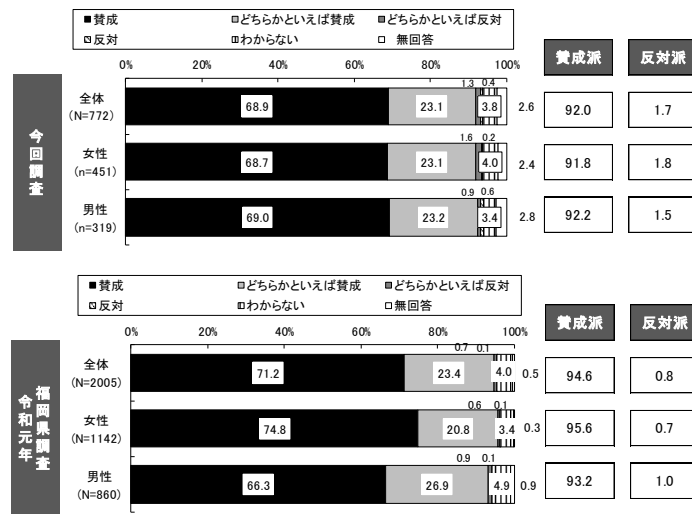 ■賛成 □どちらかといえば賛成 ■どちらかといえば反対
□反対 □わからない □無回答
賛成派 反対派
0% 20% 40% 60% 80% 100%
今回調査
1.3 0.4
全体
(N=772)
68.9 23.1 3.8 2.6 92.0 1.7
1.6 0.2
女性
(n=451)
68.7 23.1 4.0 2.4 91.8 1.8
0.9 0.6
男性
(n=319)
69.0 23.2 3.4 2.8 92.2 1.5
■賛成 □どちらかといえば賛成 ■どちらかといえば反対
□反対 □わからない □無回答
賛成派 反対派
0% 20% 40% 60% 80% 100%
福岡県調査
令和元年
0.7 0.1
全体
(N=2005)
71.2 23.4 4.0 0.5 94.6 0.8
0.6 0.1
女性
(N=1142)
74.8 20.8 3.4 0.3 95.6 0.7
0.9 0.1
男性
(N=860)
66.3 26.9 4.9 0.9 93.2 1.0